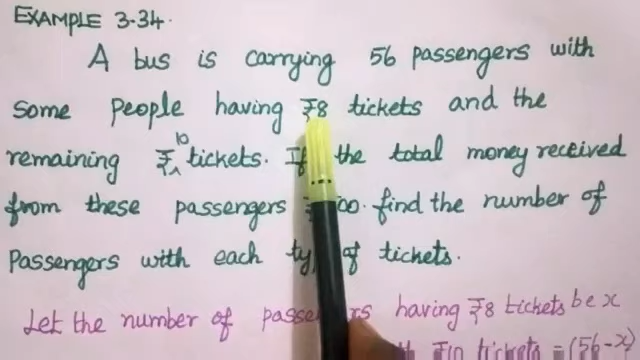 EXAMPLE 3.34.
A bus is carrying 56 passengers with
some people having ₹8 tickets and the
remaining ₹10 tickets. If the total money received
from these passengers find the number of
passengers with each of tickets.
Let the number of passengers having ₹8 tickets be x
₹10 tickets = (56-x)